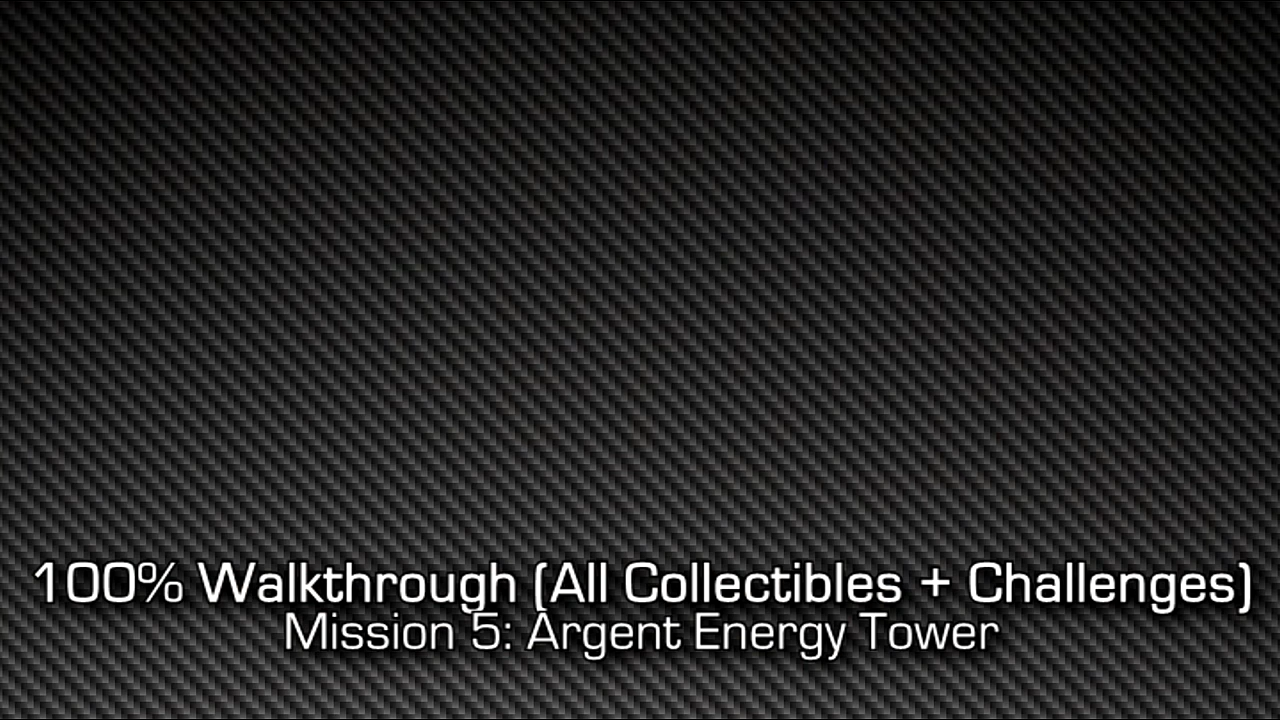 100% Walkthrough (All Collectibles + Challenges)
Mission 5: Argent Energy Tower